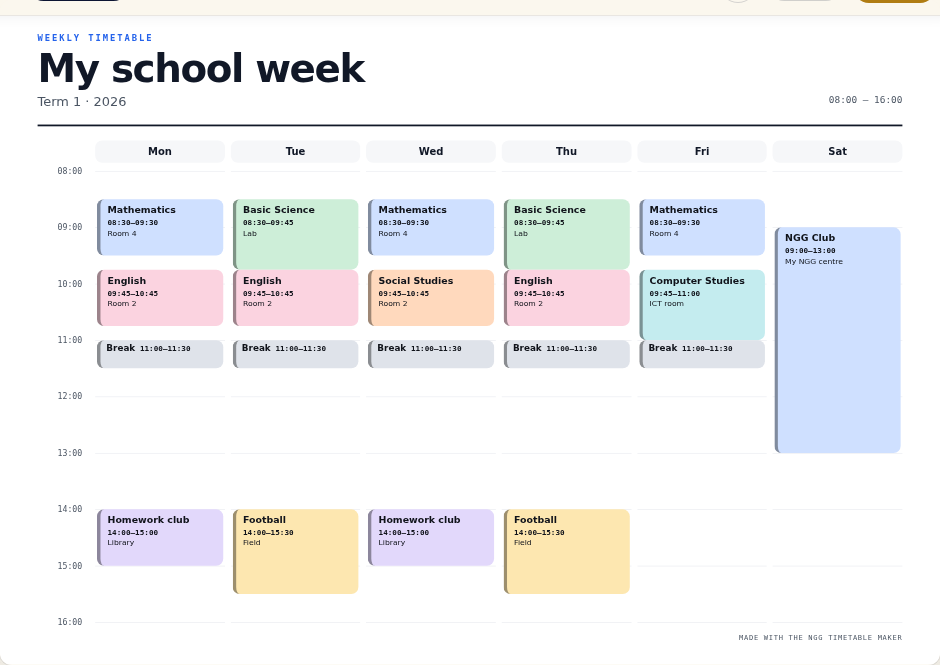 WEEKLY TIMETABLE
My school week
Term 1 · 2026
08:00 — 16:00
Mon Tue Wed Thu Fri Sat
08:00
Mathematics
08:30–09:30
Room 4
Basic Science
08:30–09:45
Lab
Mathematics
08:30–09:30
Room 4
Basic Science
08:30–09:45
Lab
Mathematics
08:30–09:30
Room 4
09:00
NGG Club
09:00–13:00
My NGG centre
English
09:45–10:45
Room 2
English
09:45–10:45
Room 2
Social Studies
09:45–10:45
Room 2
English
09:45–10:45
Room 2
Computer Studies
09:45–11:00
ICT room
10:00
11:00
Break 11:00–11:30
Break 11:00–11:30
Break 11:00–11:30
Break 11:00–11:30
Break 11:00–11:30
12:00
13:00
14:00
Homework club
14:00–15:00
Library
Football
14:00–15:30
Field
Homework club
14:00–15:00
Library
Football
14:00–15:30
Field
15:00
16:00
MADE WITH THE NGG TIMETABLE MAKER